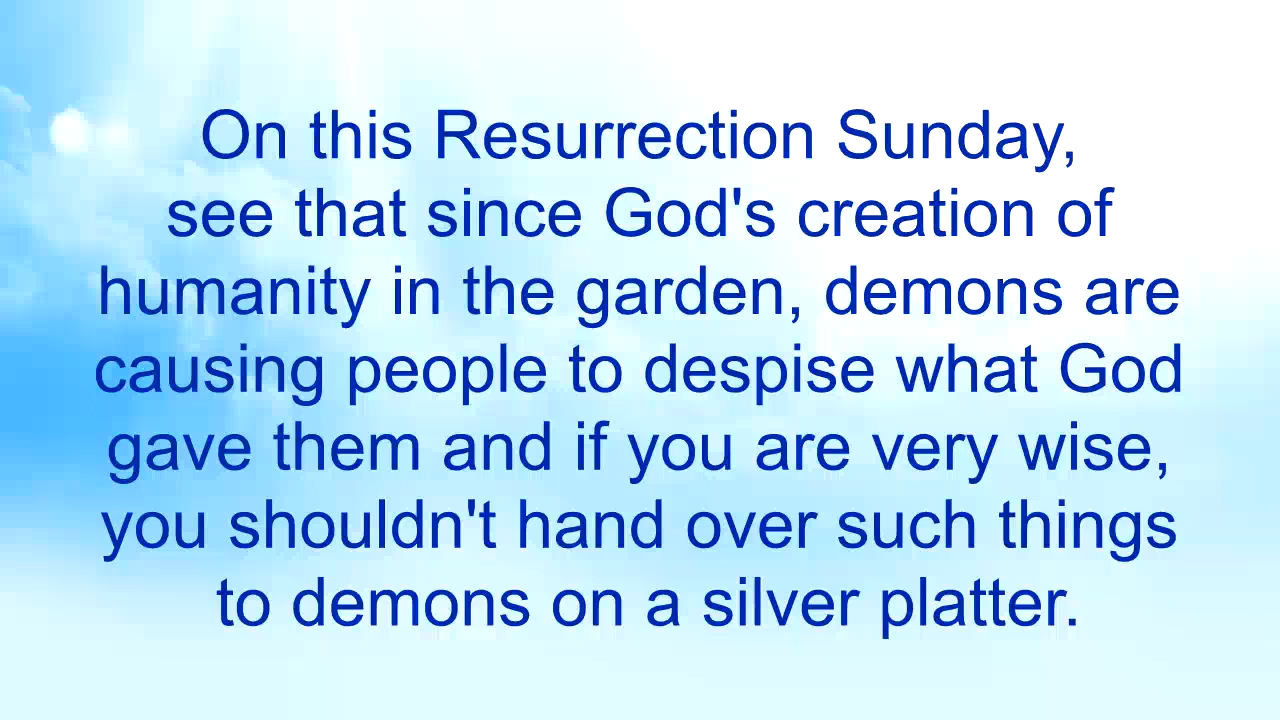 On this Resurrection Sunday,
see that since God's creation of
humanity in the garden, demons are
causing people to despise what God
gave them and if you are very wise,
you shouldn't hand over such things
to demons on a silver platter.